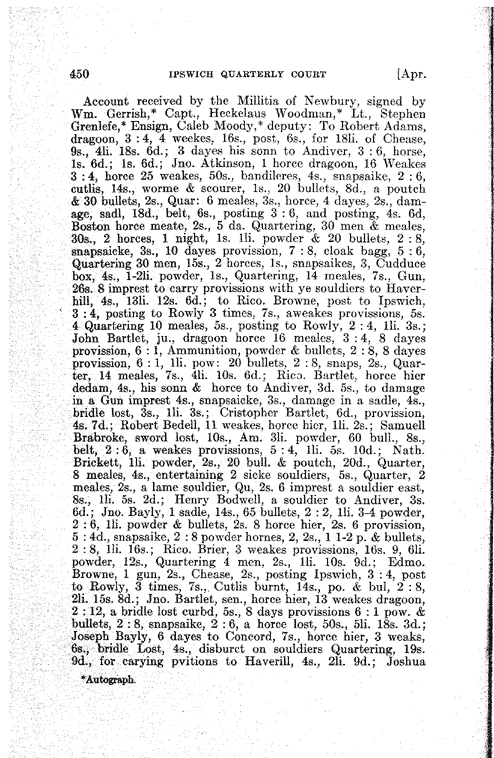 450 IPSWICH QUARTERLY COURT [Apr.
Account received by the Millitia of Newbury, signed by
Wm. Gerrish,* Capt., Heckelaus Woodman,* Lt., Stephen
Grenlefe,* Ensign, Caleb Moody,* deputy: To Robert Adams,
dragoon, 3 : 4, 4 weekes, 16s., post, 6s., for 18li. of Chease,
9s., 4li. 18s. 6d.; 3 dayes his sonn to Andiver, 3 : 6, horse,
1s. 6d.; 1s. 6d.; Jno. Atkinson, 1 horce dragoon, 16 Weakes
3 : 4, horce 25 weakes, 50s., bandileres, 4s., snapsaike, 2 : 6,
cutlis, 14s., worme & scourer, 1s., 20 bullets, 8d., a poutch
& 30 bullets, 2s., Quar: 6 meales, 3s., horce, 4 dayes, 2s., dam-
age, sadl, 18d., belt, 6s., posting 3 : 6, and posting, 4s. 6d,
Boston horce meate, 2s., 5 da. Quartering, 30 men & meales,
30s., 2 horces, 1 night, 1s. 1li. powder & 20 bullets, 2 : 8,
snapsaicke, 3s., 10 dayes provission, 7 : 8, cloak bagg, 5 : 6,
Quartering 30 men, 15s., 2 horces, 1s., snapsaikes, 3, Cudduce
box, 4s., 1-2li. powder, 1s., Quartering, 14 meales, 7s., Gun,
26s. 8 imprest to carry provissions with ye souldiers to Haver-
hill, 4s., 13li. 12s. 6d.; to Rico. Browne, post to Ipswich,
3 : 4, posting to Rowly 3 times, 7s., aweakes provissions, 5s.
4 Quartering 10 meales, 5s., posting to Rowly, 2 : 4, 1li. 3s.;
John Bartlet, ju., dragoon horce 16 meales, 3 : 4, 8 dayes
provission, 6 : 1, Ammunition, powder & bullets, 2 : 8, 8 dayes
provission, 6 : 1, 1li. pow: 20 bullets, 2 : 8, snaps, 2s., Quar-
ter, 14 meales, 7s., 4li. 10s. 6d.; Rico. Bartlet, horce hier
dedam, 4s., his sonn & horce to Andiver, 3d. 5s., to damage
in a Gun imprest 4s., snapsaicke, 3s., damage in a sadle, 4s.,
bridle lost, 3s., 1li. 3s.; Cristopher Bartlet, 6d., provission,
4s. 7d.; Robert Bedell, 11 weakes, horce hier, 1li. 2s.; Samuell
Brabroke, sword lost, 10s., Am. 3li. powder, 60 bull., 8s.,
belt, 2 : 6, a weakes provissions, 5 : 4, 1li. 5s. 10d.; Nath.
Brickett, 1li. powder, 2s., 20 bull. & poutch, 20d., Quarter,
8 meales, 4s., entertaining 2 sicke souldiers, 5s., Quarter, 2
meales, 2s., a lame souldier, Qu, 2s. 6 imprest a souldier east,
8s., 1li. 5s. 2d.; Henry Bodwell, a souldier to Andiver, 3s.
6d.; Jno. Bayly, 1 sadle, 14s., 65 bullets, 2 : 2, 1li. 3-4 powder,
2 : 6, 1li. powder & bullets, 2s. 8 horce hier, 2s. 6 provission,
5 : 4d., snapsaike, 2 : 8 powder hornes, 2, 2s., 1 1-2 p. & bullets,
2 : 8, 1li. 16s.; Rico. Brier, 3 weakes provissions, 16s. 9, 6li.
powder, 12s., Quartering 4 men, 2s., 1li. 10s. 9d.; Edmo.
Browne, 1 gun, 2s., Chease, 2s., posting Ipswich, 3 : 4, post
to Rowly, 3 times, 7s., Cutlis burnt, 14s., po. & bul, 2 : 8,
2li. 15s. 8d.; Jno. Bartlet, sen., horce hier, 13 weakes dragoon,
2 : 12, a bridle lost curbd, 5s., 8 days provissions 6 : 1 pow. &
bullets, 2 : 8, snapsaike, 2 : 6, a horce lost, 50s., 5li. 18s. 3d.;
Joseph Bayly, 6 dayes to Concord, 7s., horce hier, 3 weaks,
6s., bridle Lost, 4s., disburct on souldiers Quartering, 19s.
9d., for carying pvitions to Haverill, 4s., 2li. 9d.; Joshua
*Autograph.